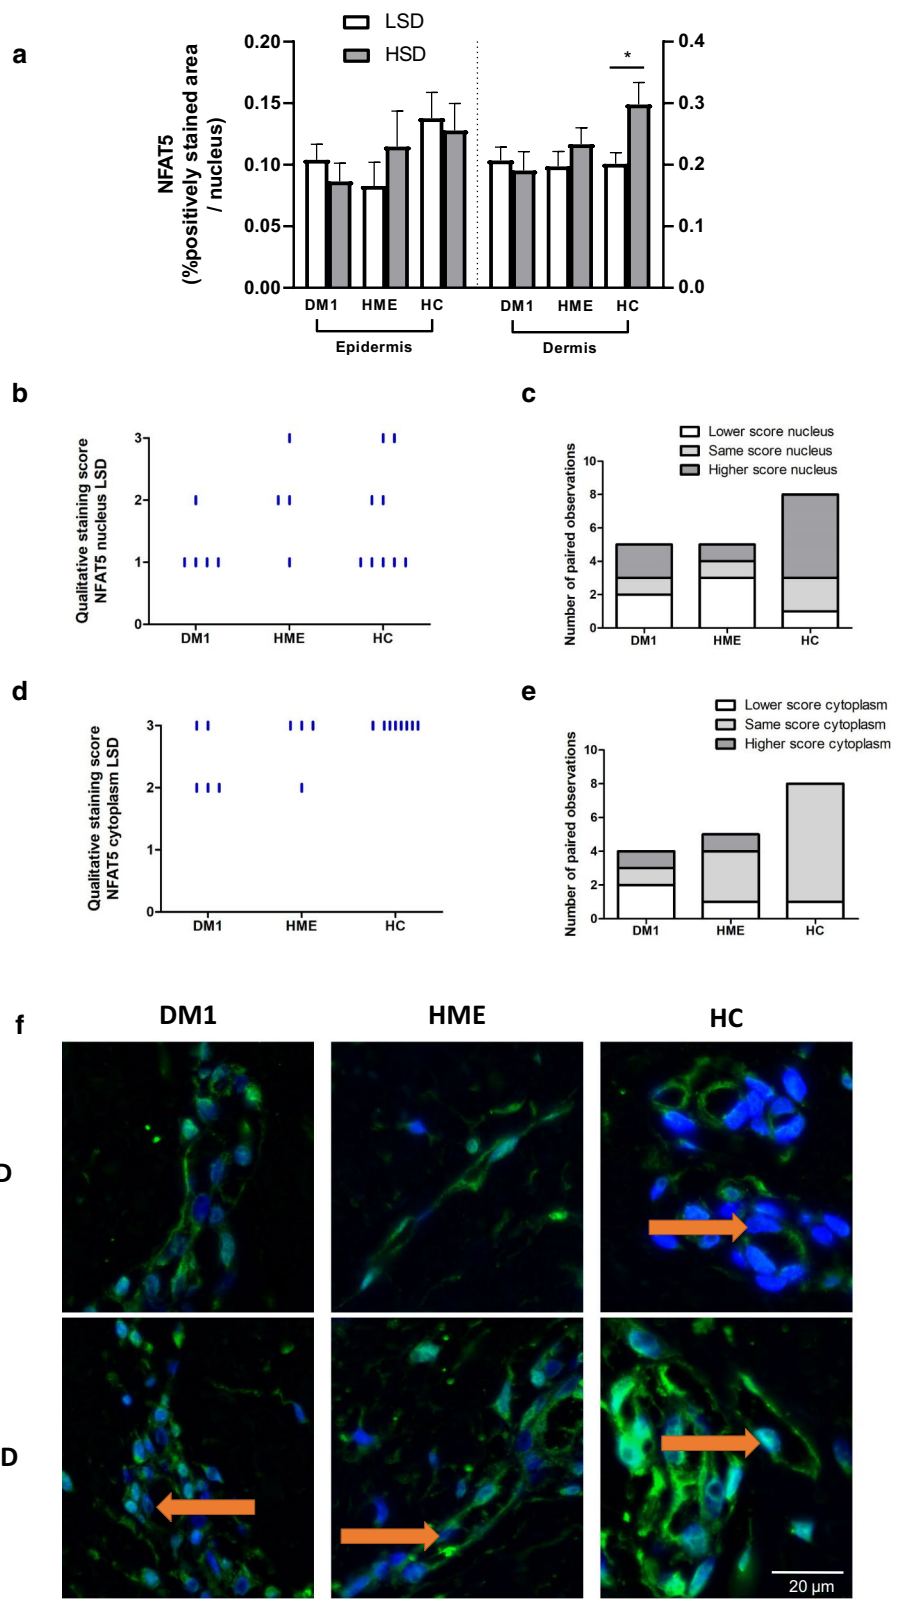 a
LSD
HSD
NFAT5
(%positively stained area
/ nucleus)
0.20
0.15
0.10
0.05
0.00
0.4
0.3
0.2
0.1
0.0
*
DM1 HME HC DM1 HME HC
Epidermis Dermis
b
Qualitative staining score
NFAT5 nucleus LSD
3
2
1
0
DM1 HME HC
c
Lower score nucleus
Same score nucleus
Higher score nucleus
Number of paired observations
10
8
6
4
2
0
DM1 HME HC
d
Qualitative staining score
NFAT5 cytoplasm LSD
3
2
1
0
DM1 HME HC
e
Lower score cytoplasm
Same score cytoplasm
Higher score cytoplasm
Number of paired observations
10
8
6
4
2
0
DM1 HME HC
f
DM1 HME HC
D
D
20 µm